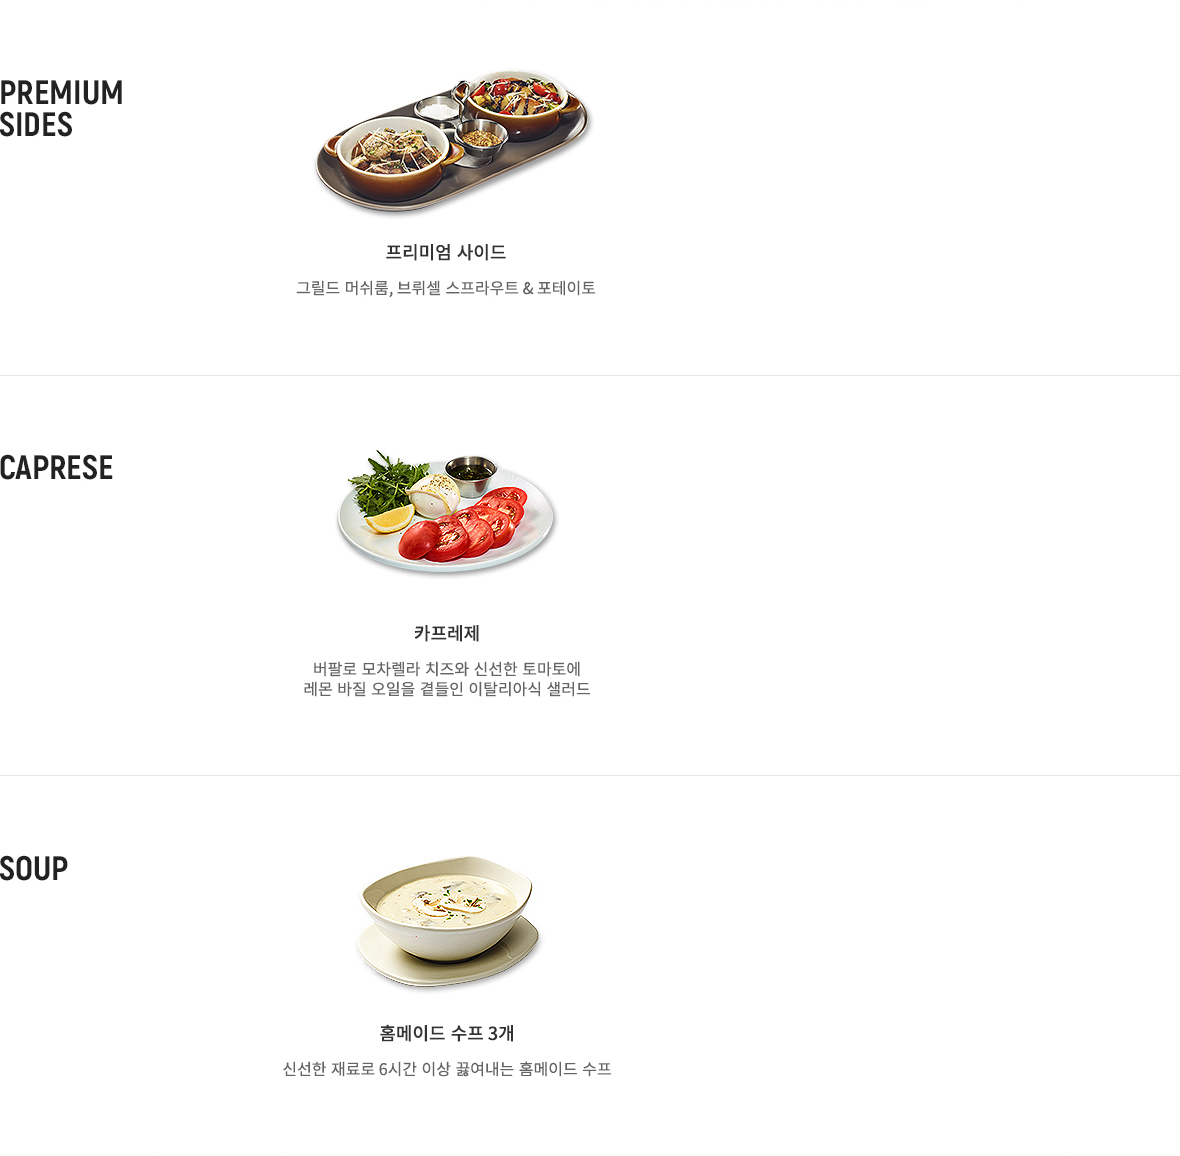 PREMIUM
SIDES
프리미엄 사이드
그릴드 머쉬룸, 브뤼셀 스프라우트 & 포테이토
CAPRESE
카프레제
버팔로 모차렐라 치즈와 신선한 토마토에
레몬 바질 오일을 곁들인 이탈리아식 샐러드
SOUP
홈메이드 수프 3개
신선한 재료로 6시간 이상 끓여내는 홈메이드 수프